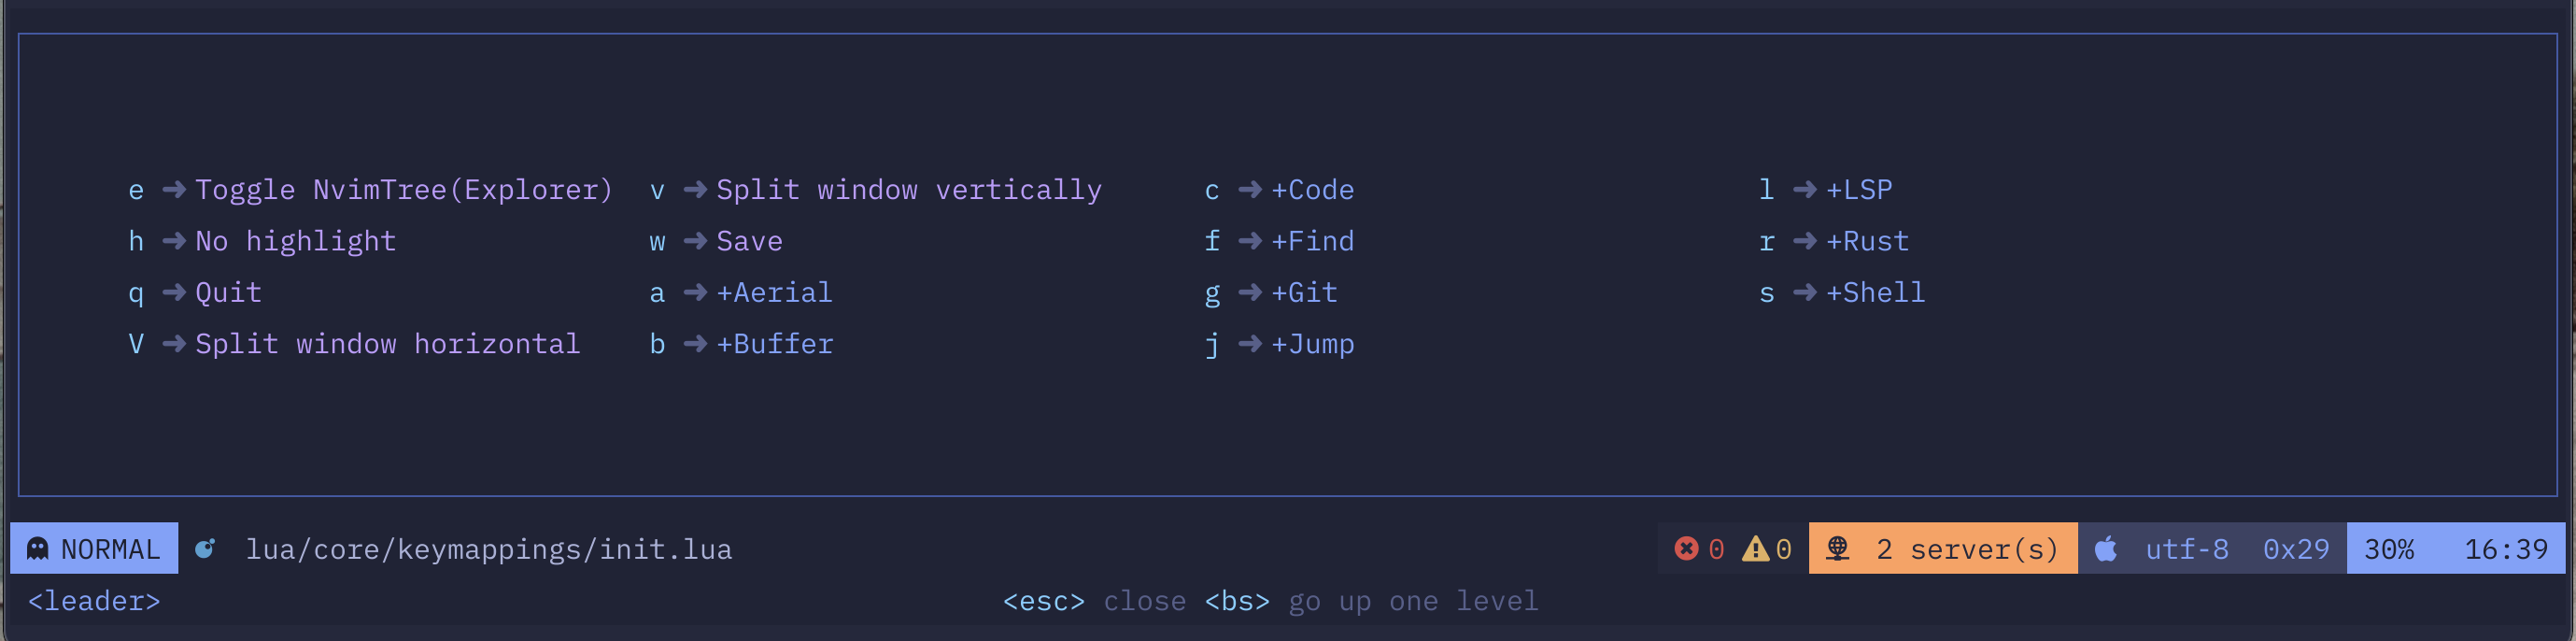 e ➜ Toggle NvimTree(Explorer) v ➜ Split window vertically c ➜ +Code l ➜ +LSP
h ➜ No highlight w ➜ Save f ➜ +Find r ➜ +Rust
q ➜ Quit a ➜ +Aerial g ➜ +Git s ➜ +Shell
V ➜ Split window horizontal b ➜ +Buffer j ➜ +Jump
NORMAL lua/core/keymappings/init.lua 0 0 2 server(s) utf-8 0x29 30% 16:39
<leader> <esc> close <bs> go up one level